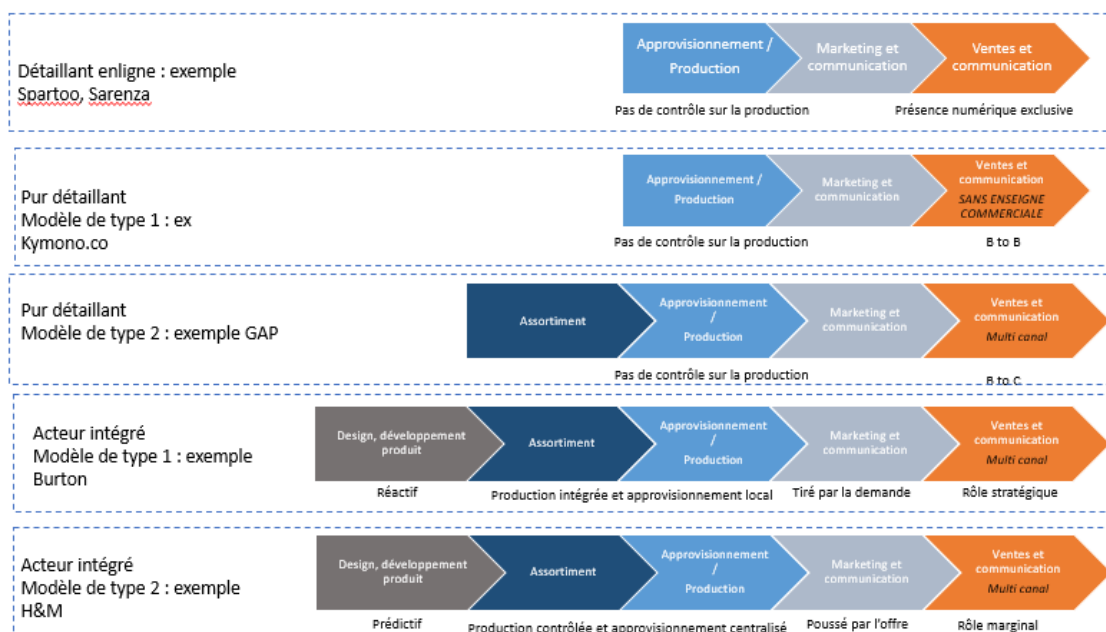 Détaillant enligne : exemple
Spartoo, Sarenza
Approvisionnement /
Production
Marketing et
communication
Ventes et
communication
Pas de contrôle sur la production
Présence numérique exclusive
Pur détaillant
Modèle de type 1 : ex
Kymono.co
Approvisionnement /
Production
Marketing et
communication
Ventes et
communication
SANS ENSEIGNE
COMMERCIALE
Pas de contrôle sur la production
B to B
Pur détaillant
Modèle de type 2 : exemple GAP
Assortiment
Approvisionnement
/
Production
Marketing et
communication
Ventes et
communication
Multi canal
Pas de contrôle sur la production
B to C
Acteur intégré
Modèle de type 1 : exemple
Burton
Design, développement
produit
Assortiment
Approvisionnement
/
Production
Marketing et
communication
Ventes et
communication
Multi canal
Réactif
Production intégrée et approvisionnement local
Tiré par la demande
Rôle stratégique
Acteur intégré
Modèle de type 2 : exemple
H&M
Design, développement
produit
Assortiment
Approvisionnement
/
Production
Marketing et
communication
Ventes et
communication
Multi canal
Prédictif
Production contrôlée et approvisionnement centralisé
Poussé par l'offre
Rôle marginal